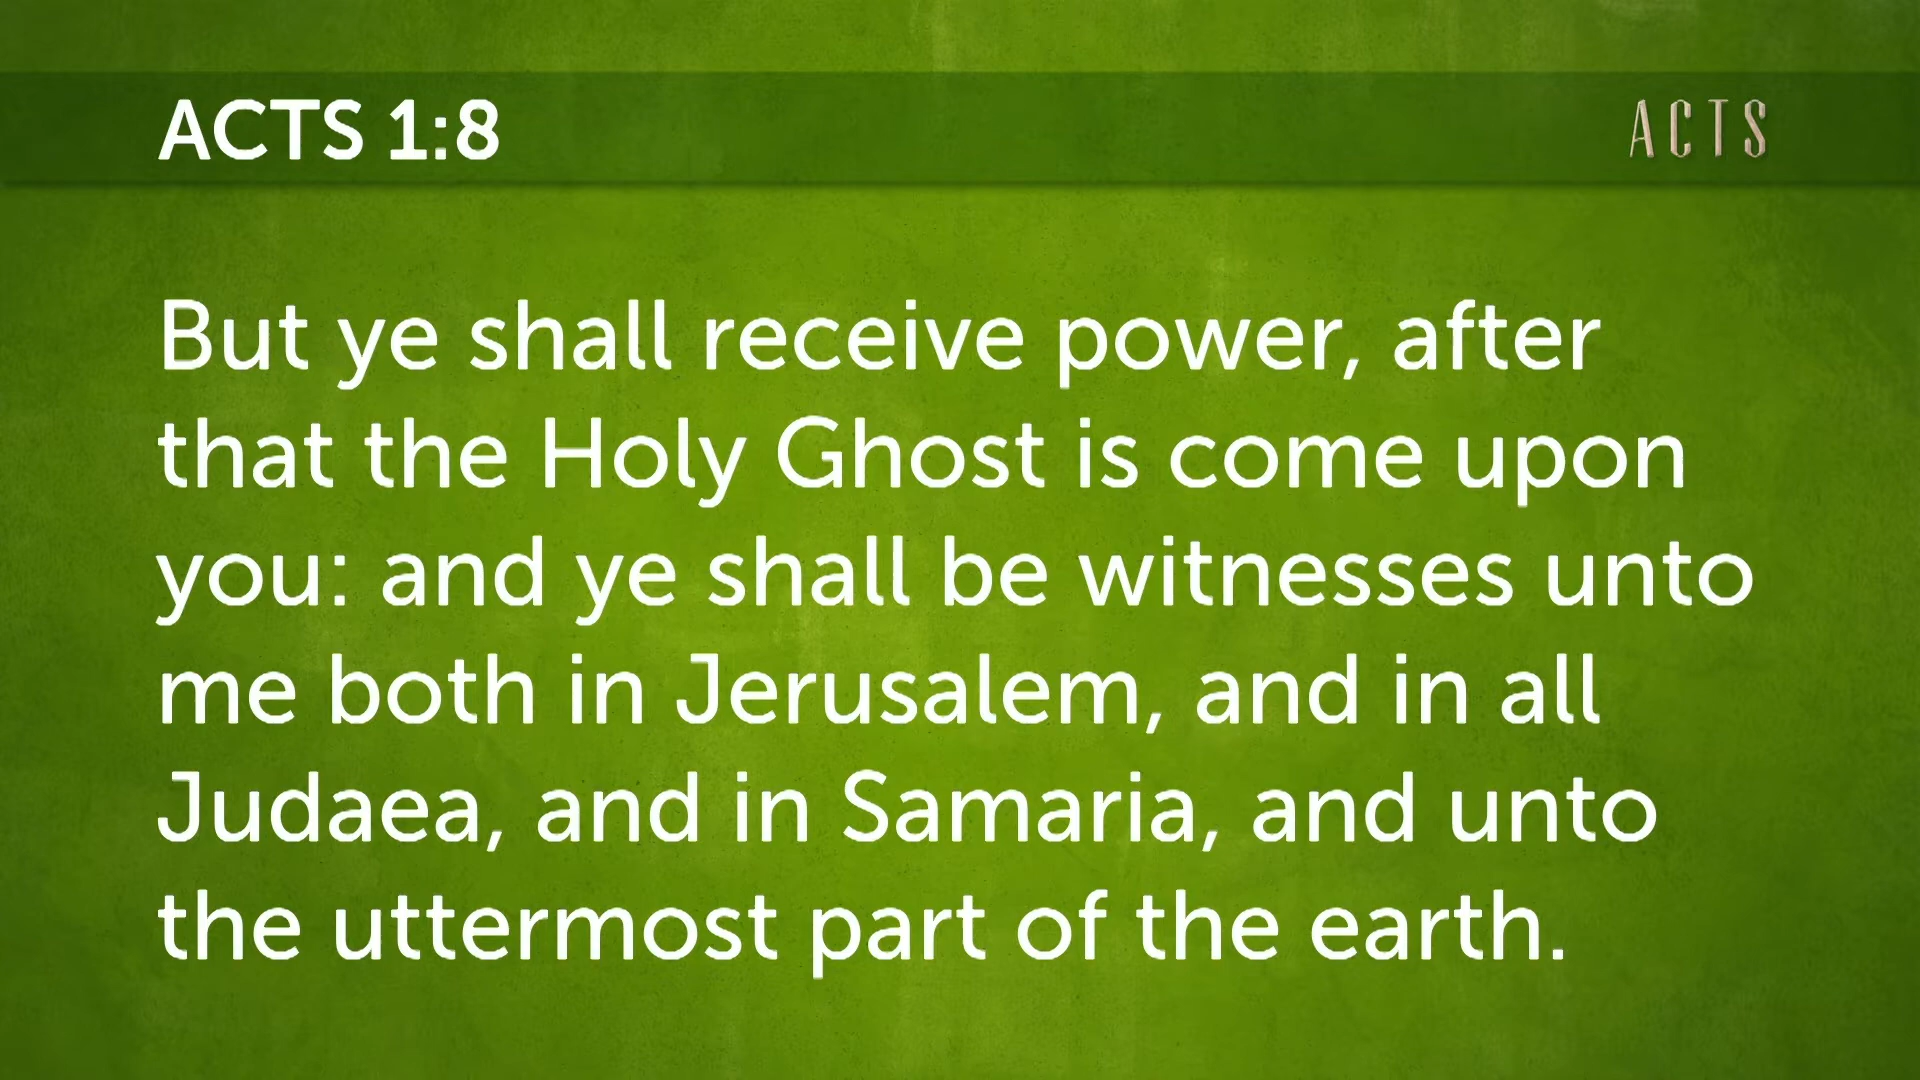 ACTS 1:8
ACTS
But ye shall receive power, after
that the Holy Ghost is come upon
you: and ye shall be witnesses unto
me both in Jerusalem, and in all
Judaea, and in Samaria, and unto
the uttermost part of the earth.